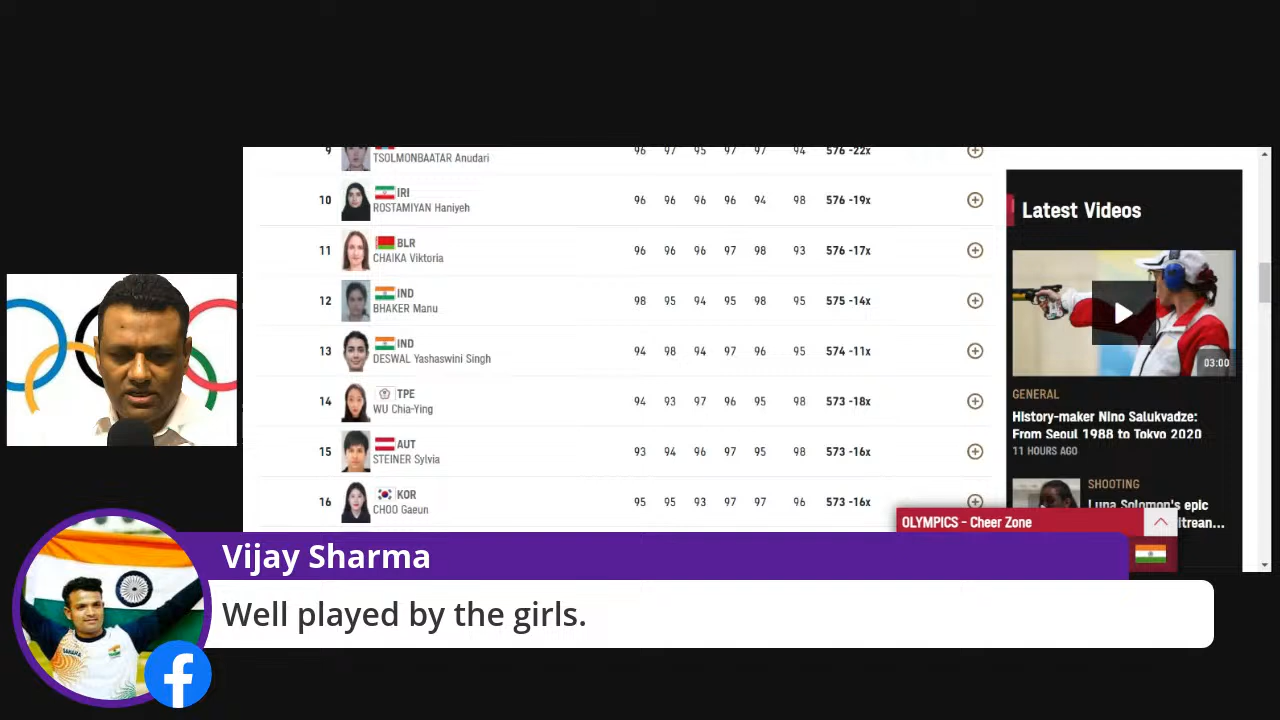 9 TSOLMONBAATAR Anudari 96 97 95 97 97 94 576 -22x
10 IRI ROSTAMIYAN Haniyeh 96 96 96 96 94 98 576 -19x
11 BLR CHAIKA Viktoria 96 96 96 97 98 93 576 -17x
12 IND BHAKER Manu 98 95 94 95 98 95 575 -14x
13 IND DESWAL Yashaswini Singh 94 98 94 97 96 95 574 -11x
14 TPE WU Chia-Ying 94 93 97 96 95 98 573 -18x
15 AUT STEINER Sylvia 93 94 96 97 95 98 573 -16x
16 KOR CHOO Gaeun 95 95 93 97 97 96 573 -16x
Latest Videos
03:00
GENERAL
History-maker Nino Salukvadze:
From Seoul 1988 to Tokyo 2020
11 HOURS AGO
SHOOTING
Luna Solomon's epic
OLYMPICS - Cheer Zone
Vijay Sharma
Well played by the girls.